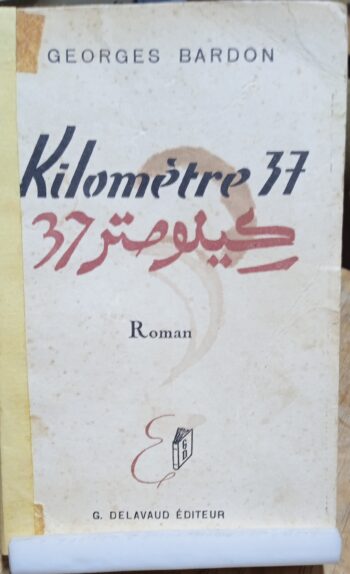 GEORGES BARDON
Kilomètre 37
كيلومتر 37
Roman
G D
G. DELAVAUD ÉDITEUR